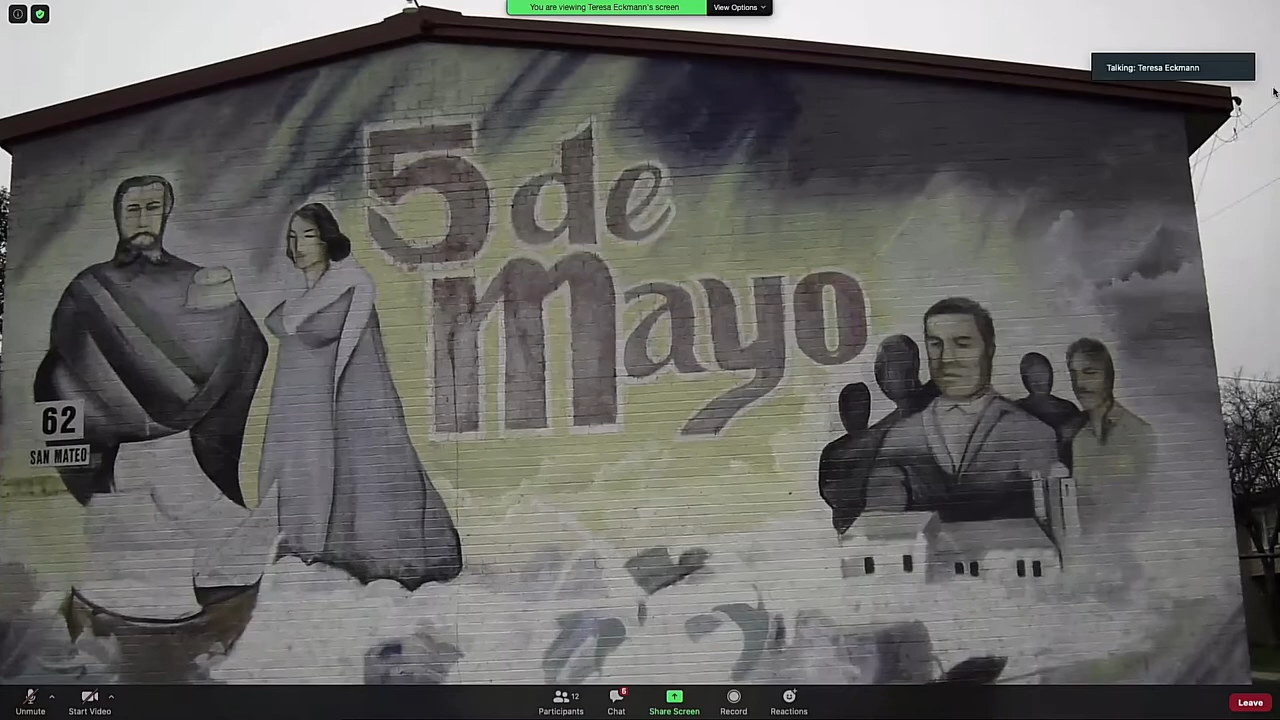 You are viewing Teresa Eckmann's screen
View Options
Talking: Teresa Eckmann
5 de
Mayo
62
SAN MATEO
Unmute
Start Video
Participants
12
Chat
6
Share Screen
Record
Reactions
Leave